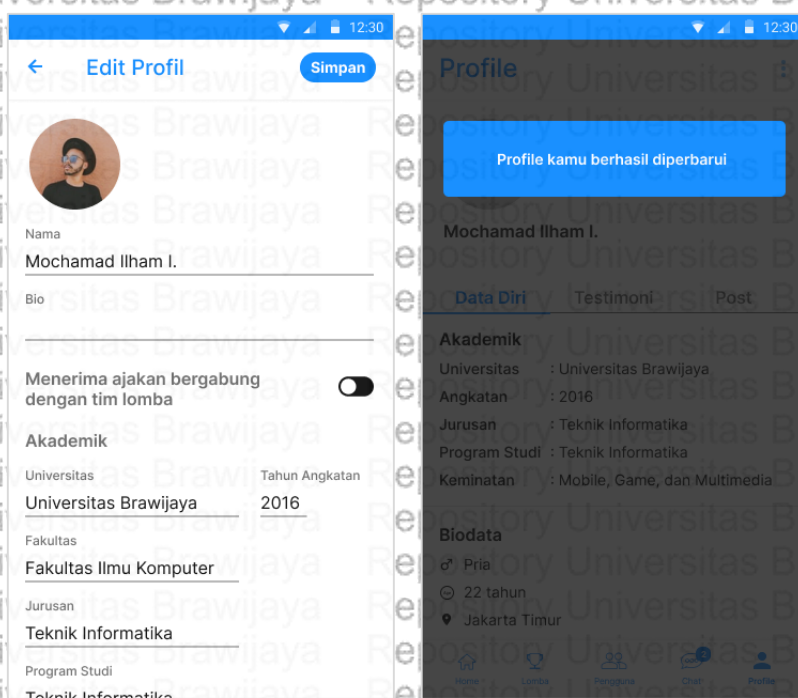 12:30
Edit Profil
Simpan
Nama
Mochamad Ilham I.
Bio
Menerima ajakan bergabung
dengan tim lomba
Akademik
Universitas Tahun Angkatan
Universitas Brawijaya 2016
Fakultas
Fakultas Ilmu Komputer
Jurusan
Teknik Informatika
Program Studi
Teknik Informatika
12:30
Profile
Profile kamu berhasil diperbarui
Mochamad Ilham I.
Data Diri Testimoni Post
Akademik
Universitas : Universitas Brawijaya
Angkatan : 2016
Jurusan : Teknik Informatika
Program Studi : Teknik Informatika
Keminatan : Mobile, Game, dan Multimedia
Biodata
Pria
22 tahun
Jakarta Timur
Home Lomba Pengguna Chat Profile